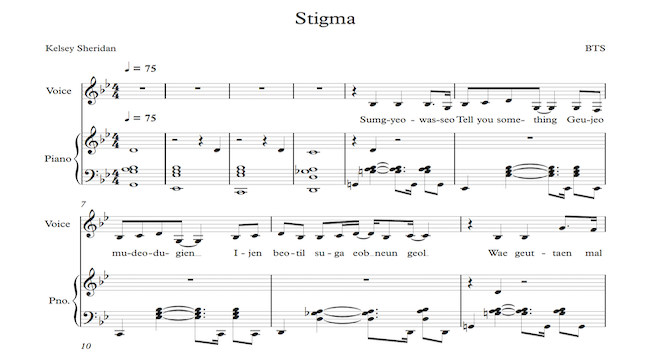 Stigma
Kelsey Sheridan BTS
♩ = 75
Voice
Sumg-yeo - was-seo Tell you some- thing Geu-jeo
♩ = 75
Piano
7
Voice
mu-deo-du - gien... I-jen beo-til su-ga eob-neun geol. Wae geut - taen mal
Pno.
10